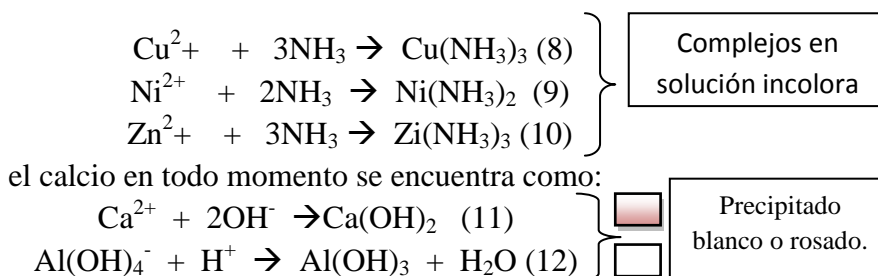 Cu²+ + 3NH₃ → Cu(NH₃)₃ (8)
Ni²⁺ + 2NH₃ → Ni(NH₃)₂ (9)
Zn²+ + 3NH₃ → Zi(NH₃)₃ (10)
Complejos en
solución incolora
el calcio en todo momento se encuentra como:
Ca²⁺ + 2OH⁻ →Ca(OH)₂ (11)
Al(OH)₄⁻ + H⁺ → Al(OH)₃ + H₂O (12)
Precipitado
blanco o rosado.